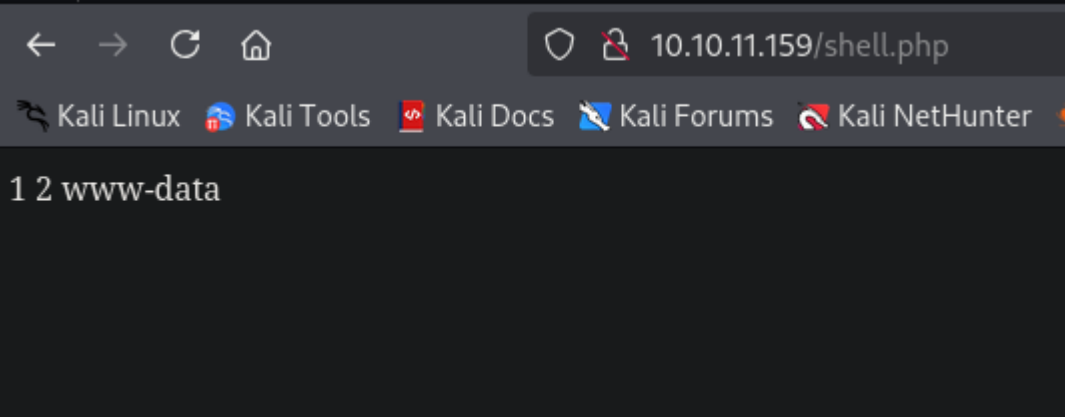 10.10.11.159/shell.php
Kali Linux Kali Tools Kali Docs Kali Forums Kali NetHunter
1 2 www-data